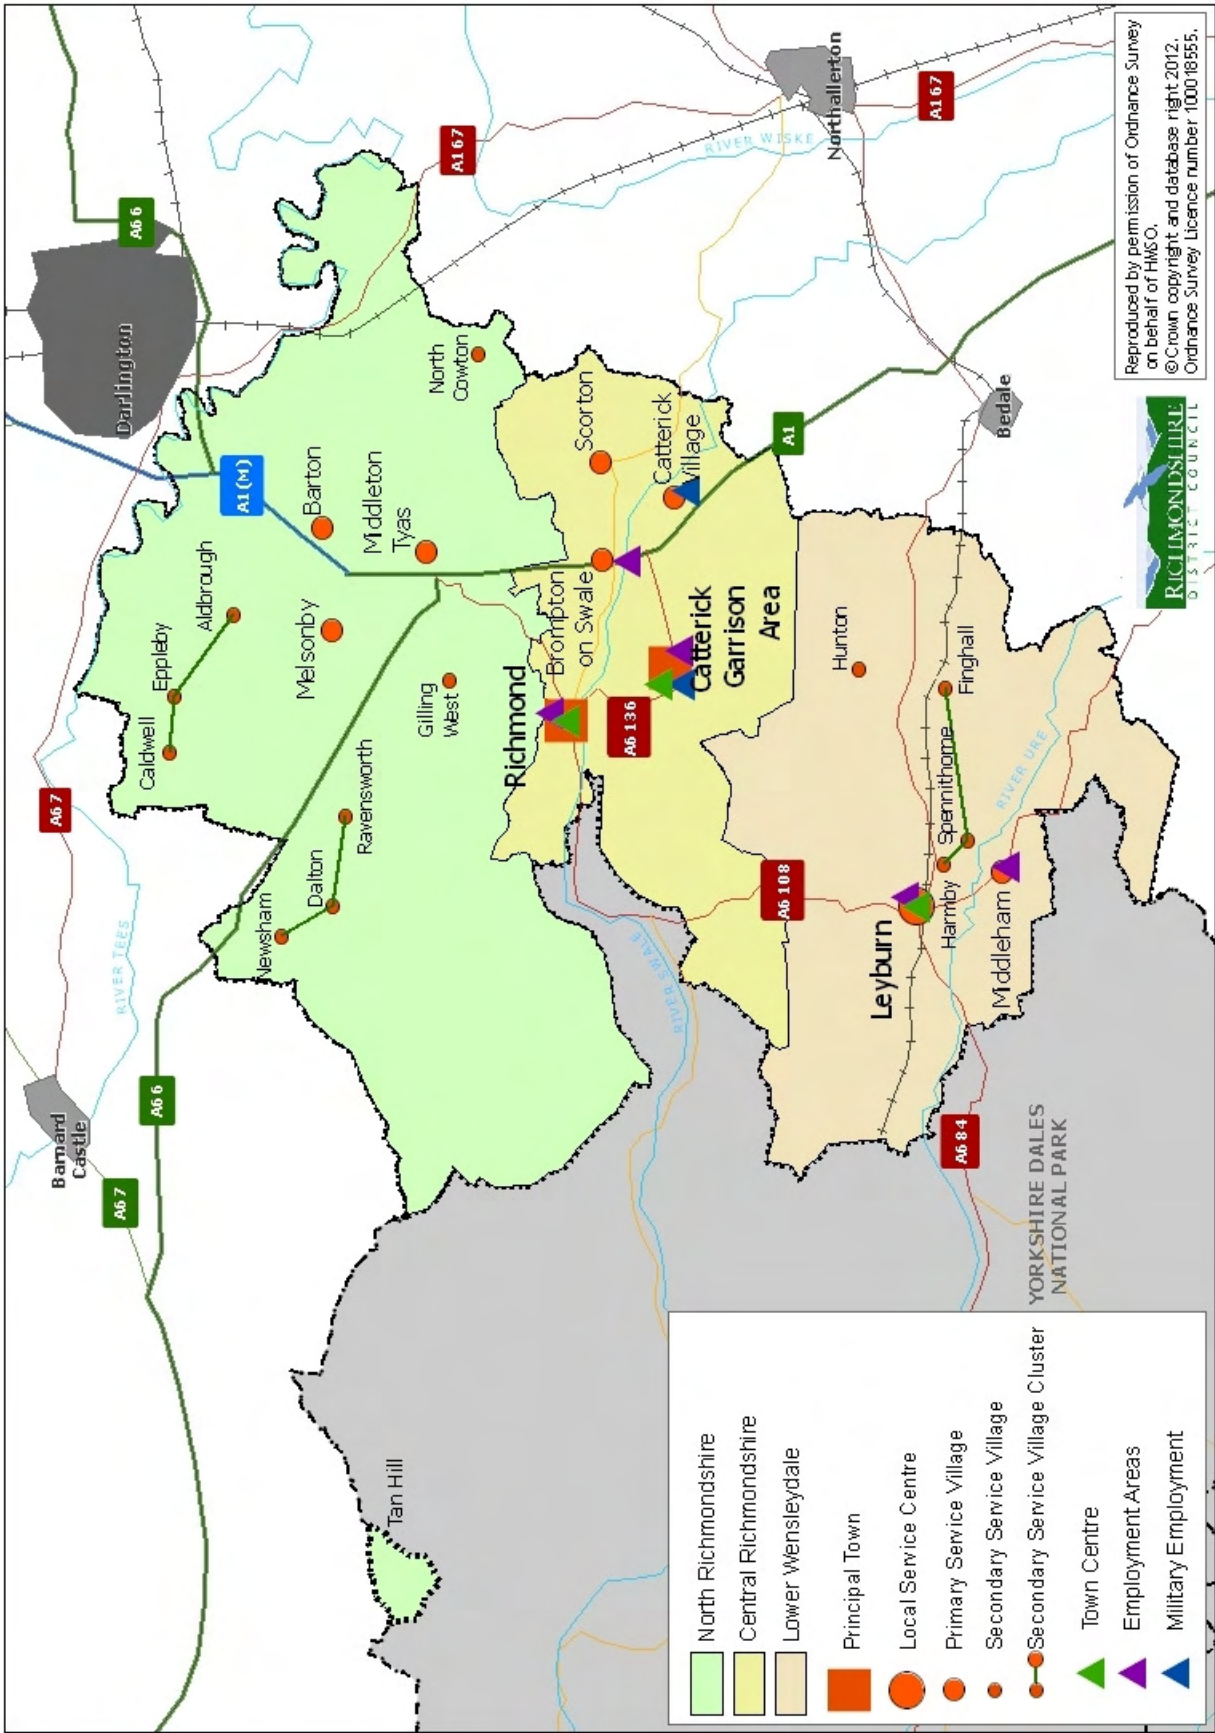 A66
Darlington
A1(M)
A167
RIVER WISKE
Northallerton
A167
A67
RIVER TEES
Barnard
Castle
A67
A66
Caldwell
Eppleby
Aldbrough
Barton
Melsonby
Middleton
Tyas
North
Cowton
Newsham
Dalton
Ravensworth
Gilling
West
Richmond
Brompton
on Swale
Scorton
Catterick
Village
A6136
Catterick
Garrison
Area
A1
Bedale
RIVER SWALE
A6108
Hunton
Finghall
Spennithorne
Harmby
Leyburn
Middleham
RIVER URE
A684
YORKSHIRE DALES
NATIONAL PARK
Tan Hill
North Richmondshire
Central Richmondshire
Lower Wensleydale
Principal Town
Local Service Centre
Primary Service Village
Secondary Service Village
Secondary Service Village Cluster
Town Centre
Employment Areas
Military Employment
RICHMONDSHIRE
DISTRICT COUNCIL
Reproduced by permission of Ordnance Survey
on behalf of HMSO.
© Crown copyright and database right 2012.
Ordnance Survey Licence number 100018555.